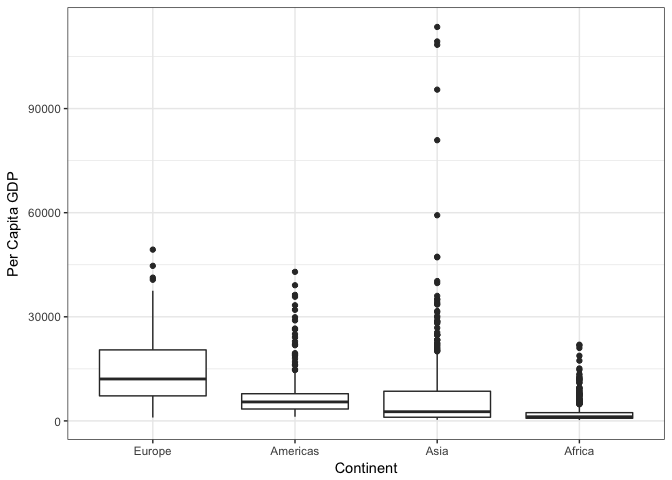 Per Capita GDP
90000
60000
30000
0
Europe Americas Asia Africa
Continent